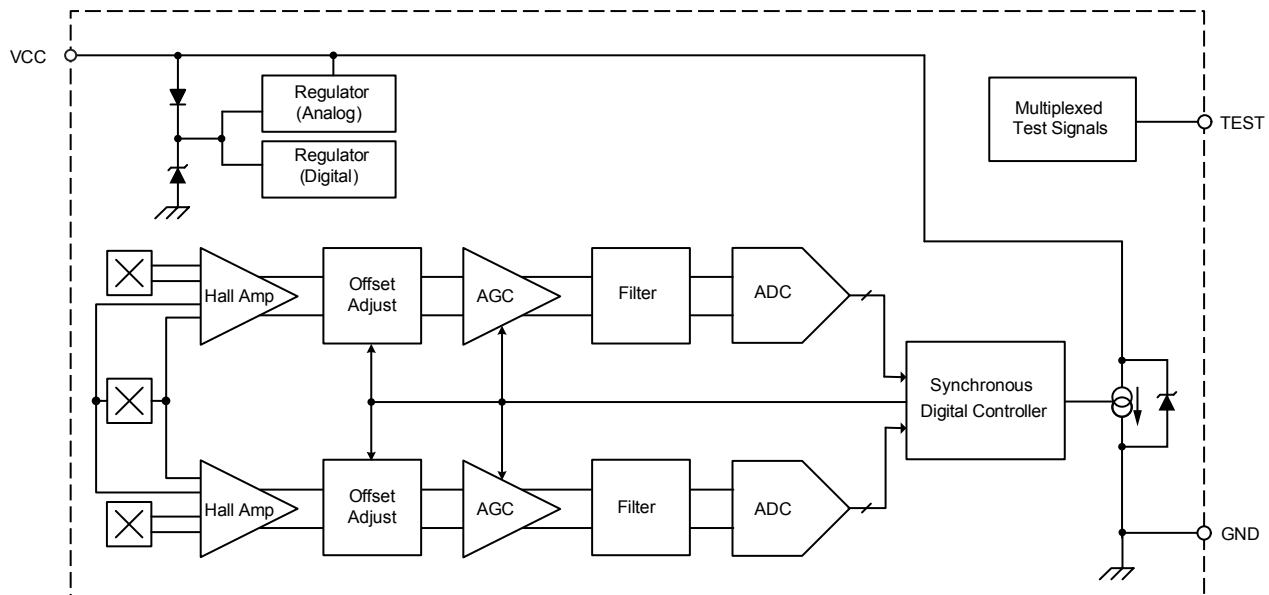 VCC
Regulator
(Analog)
Regulator
(Digital)
Multiplexed
Test Signals
TEST
Hall Amp
Offset
Adjust
AGC
Filter
ADC
Synchronous
Digital Controller
Hall Amp
Offset
Adjust
AGC
Filter
ADC
GND